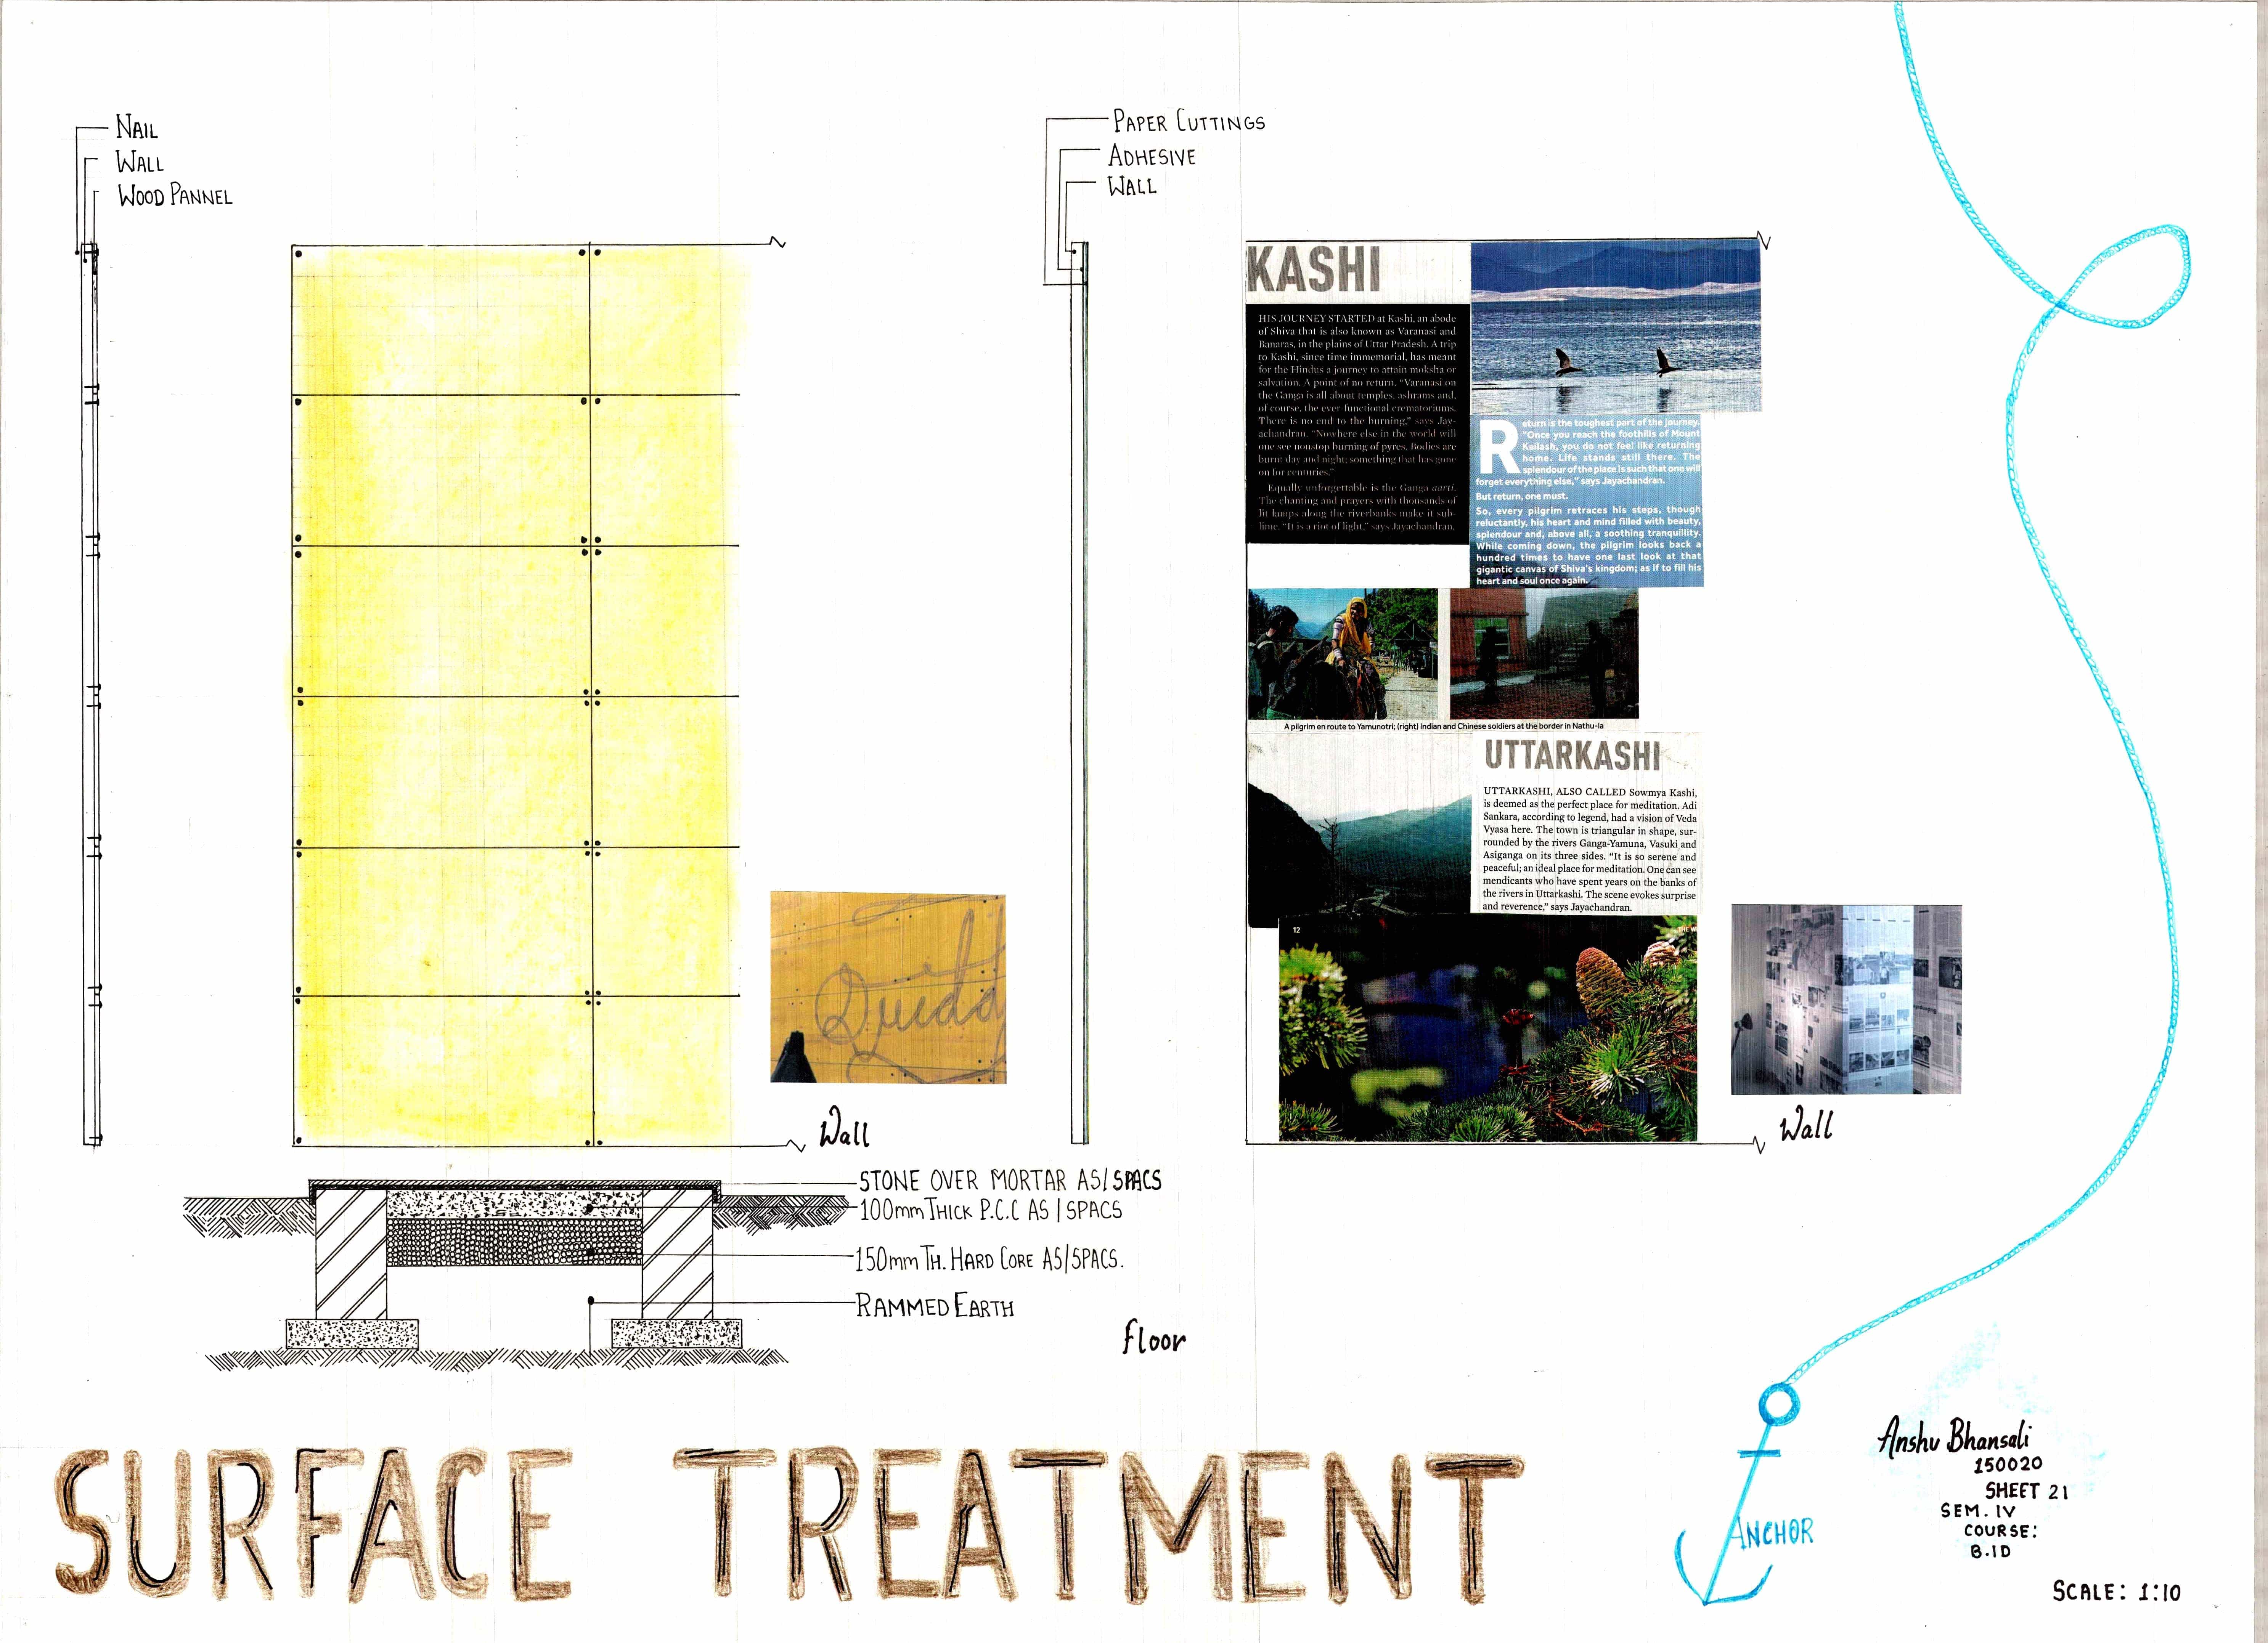 NAIL
WALL
WOOD PANNEL
PAPER CUTTINGS
ADHESIVE
WALL
KASHI
HIS JOURNEY STARTED at Kashi, an abode
of Shiva that is also known as Varanasi and
Banaras, in the plains of Uttar Pradesh. A trip
to Kashi, since time immemorial, has meant
for the Hindus a journey to attain moksha or
salvation. A point of no return. “Varanasi on
the Ganga is all about temples, ashrams and,
of course, the ever-functional crematoriums.
There is no end to the burning,” says Jay-
achandran. “Nowhere else in the world will
one see nonstop burning of pyres. Bodies are
burnt day and night; something that has gone
on for centuries.”
Equally unforgettable is the Ganga aarti.
The chanting and prayers with thousands of
lit lamps along the riverbanks make it sub-
lime. “It is a riot of light,” says Jayachandran.
Return is the toughest part of the journey.
“Once you reach the foothills of Mount
Kailash, you do not feel like returning
home. Life stands still there. The
splendour of the place is such that one will
forget everything else,” says Jayachandran.
But return, one must.
So, every pilgrim retraces his steps, though
reluctantly, his heart and mind filled with beauty,
splendour and, above all, a soothing tranquillity.
While coming down, the pilgrim looks back a
hundred times to have one last look at that
gigantic canvas of Shiva's kingdom; as if to fill his
heart and soul once again.
A pilgrim en route to Yamunotri; (right) Indian and Chinese soldiers at the border in Nathu-la
UTTARKASHI
UTTARKASHI, ALSO CALLED Sowmya Kashi,
is deemed as the perfect place for meditation. Adi
Sankara, according to legend, had a vision of Veda
Vyasa here. The town is triangular in shape, sur-
rounded by the rivers Ganga-Yamuna, Vasuki and
Asiganga on its three sides. “It is so serene and
peaceful; an ideal place for meditation. One can see
mendicants who have spent years on the banks of
the rivers in Uttarkashi. The scene evokes surprise
and reverence,” says Jayachandran.
12
Wall
Wall
STONE OVER MORTAR AS/SPACS
100mm THICK P.C.C AS/SPACS
150mm TH. HARD CORE AS/SPACS.
RAMMED EARTH
floor
SURFACE TREATMENT
ANCHOR
Anshu Bhansali
150020
SHEET 21
SEM. IV
COURSE:
B.ID
SCALE: 1:10